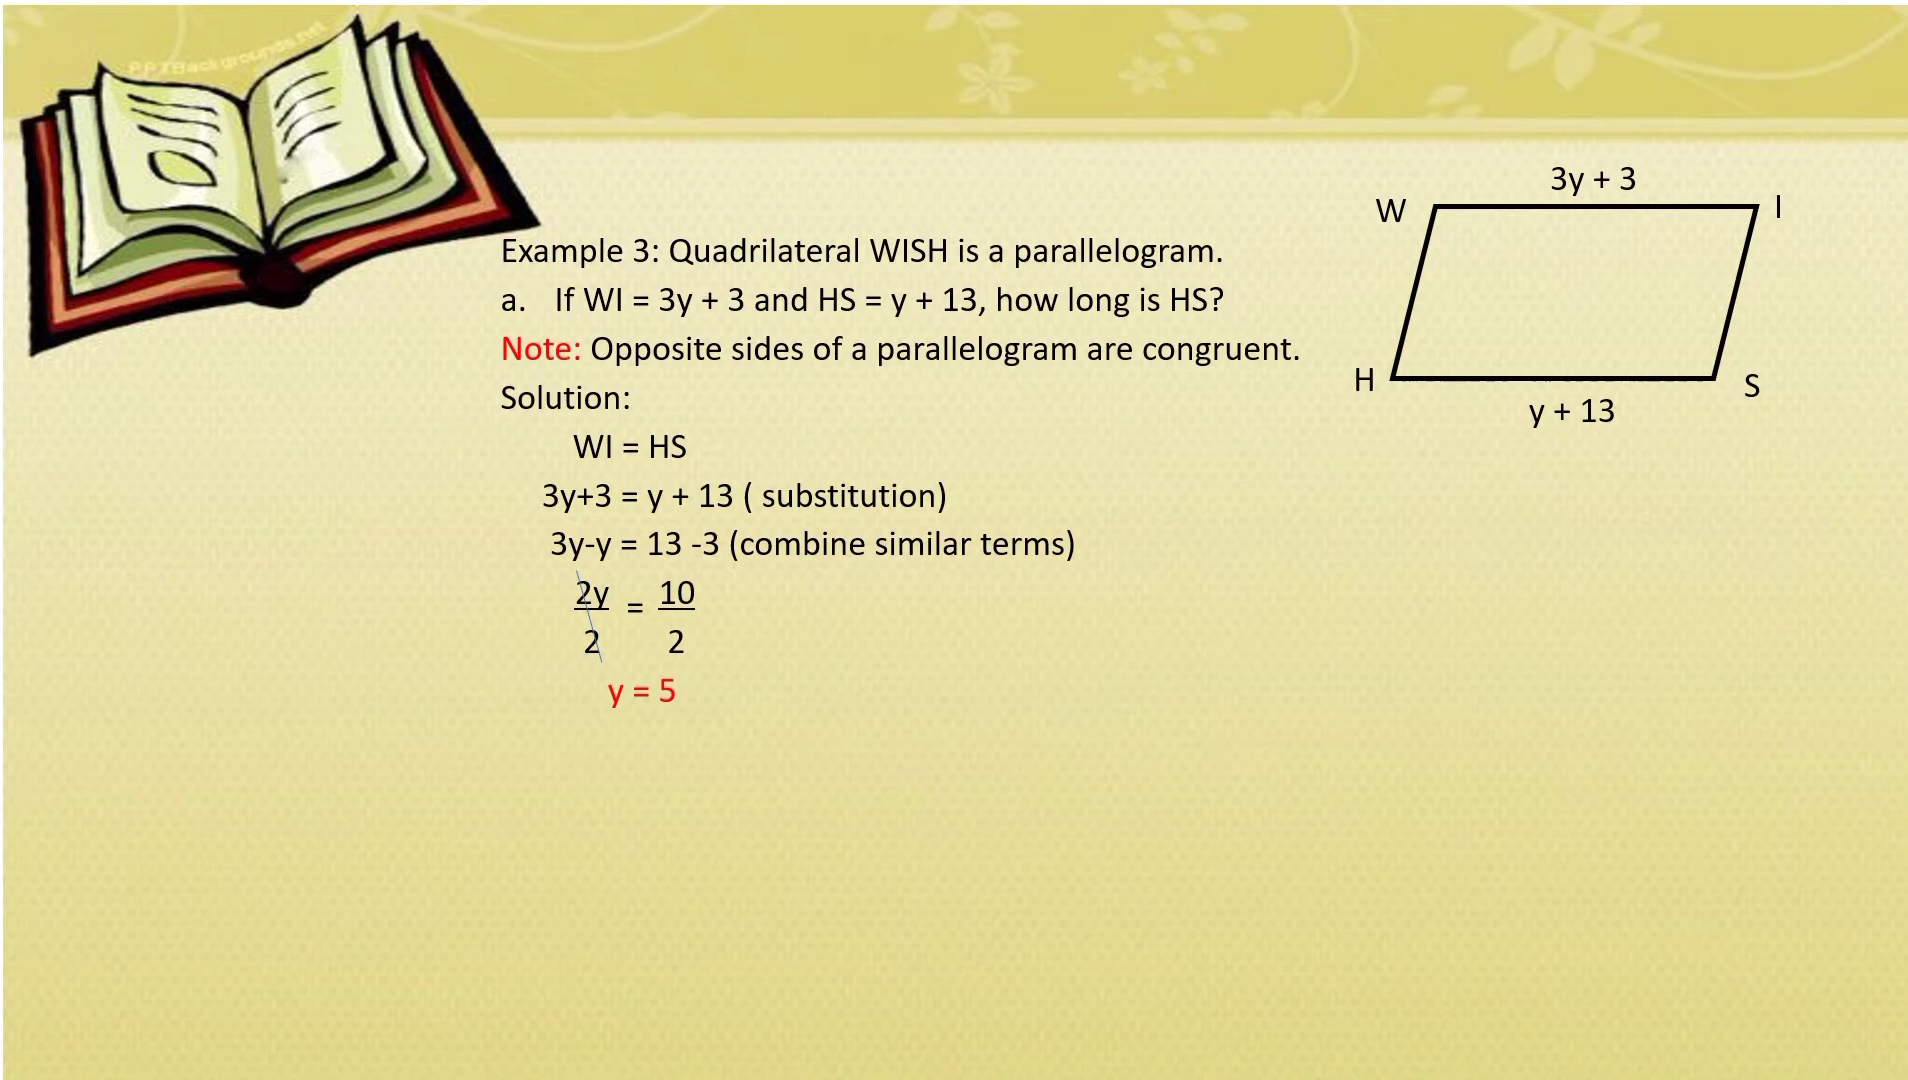 PPTBackgrounds.net
3y + 3
W
I
Example 3: Quadrilateral WISH is a parallelogram.
a. If WI = 3y + 3 and HS = y + 13, how long is HS?
Note: Opposite sides of a parallelogram are congruent.
H
S
y + 13
Solution:
WI = HS
3y+3 = y + 13 ( substitution)
3y-y = 13 -3 (combine similar terms)
2y = 10
2 2
y = 5